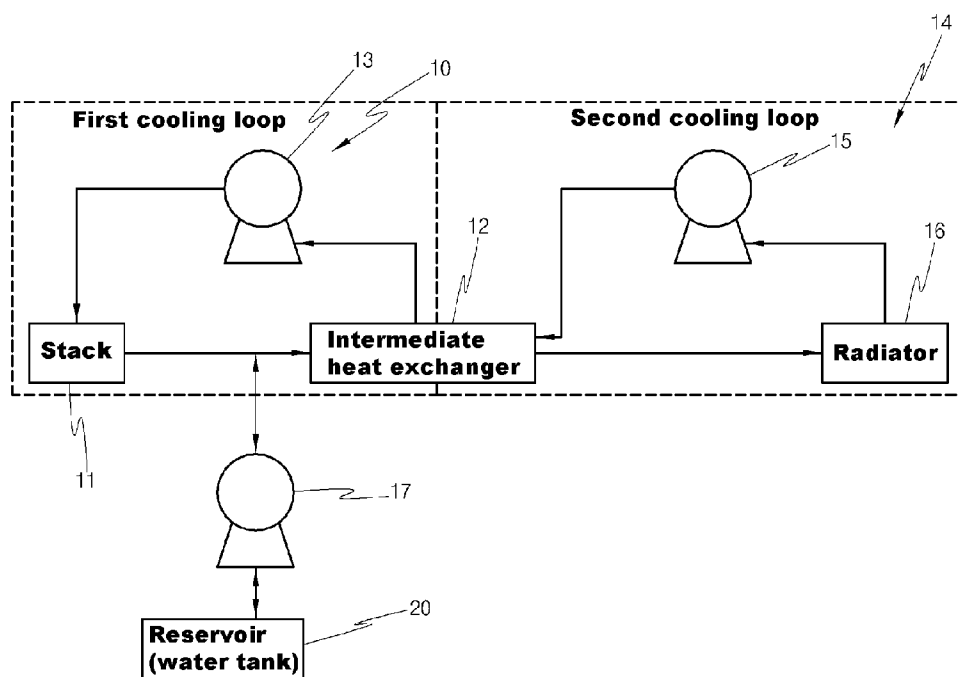 14
13
10
First cooling loop
Second cooling loop
15
12
16
Stack
Intermediate
heat exchanger
Radiator
11
17
20
Reservoir
(water tank)